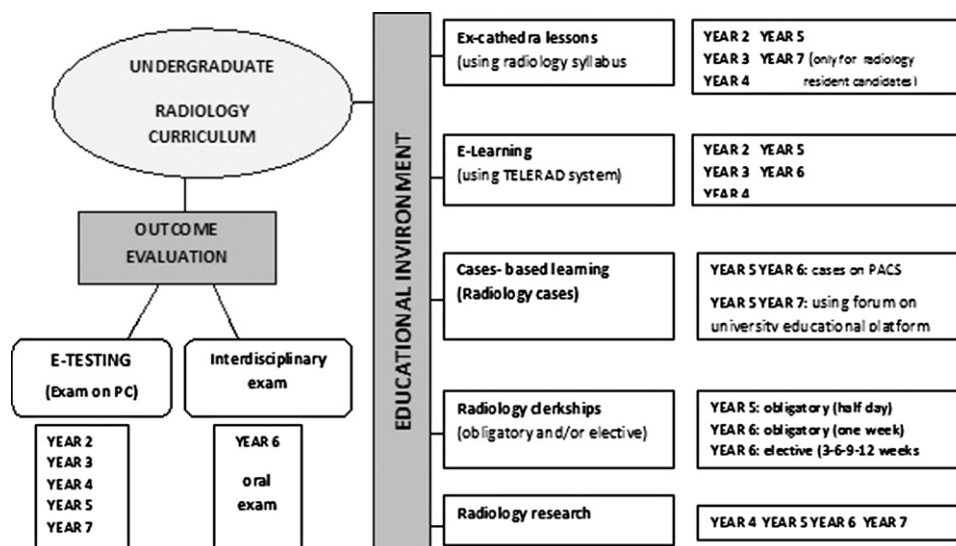 UNDERGRADUATE
RADIOLOGY
CURRICULUM
OUTCOME
EVALUATION
E-TESTING
(Exam on PC)
Interdisciplinary
exam
YEAR 2
YEAR 3
YEAR 4
YEAR 5
YEAR 7
YEAR 6
oral
exam
EDUCATIONAL INVIRONMENT
Ex-cathedra lessons
(using radiology syllabus
YEAR 2 YEAR 5
YEAR 3 YEAR 7 (only for radiology
YEAR 4 resident candidates)
E-Learning
(using TELERAD system)
YEAR 2 YEAR 5
YEAR 3 YEAR 6
YEAR 4
Cases- based learning
(Radiology cases)
YEAR 5 YEAR 6: cases on PACS
YEAR 5 YEAR 7: using forum on
university educational platform
Radiology clerkships
(obligatory and/or elective)
YEAR 5: obligatory (half day)
YEAR 6: obligatory (one week)
YEAR 6: elective (3-6-9-12 weeks
Radiology research
YEAR 4 YEAR 5 YEAR 6 YEAR 7